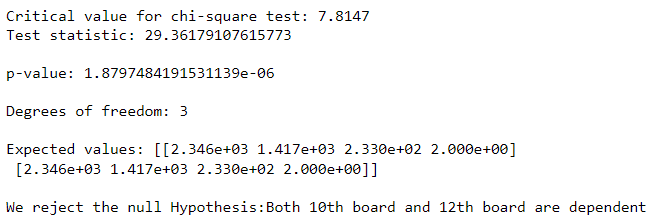 Critical value for chi-square test: 7.8147
Test statistic: 29.36179107615773
p-value: 1.8797484191531139e-06
Degrees of freedom: 3
Expected values: [[2.346e+03 1.417e+03 2.330e+02 2.000e+00]
[2.346e+03 1.417e+03 2.330e+02 2.000e+00]]
We reject the null Hypothesis:Both 10th board and 12th board are dependent